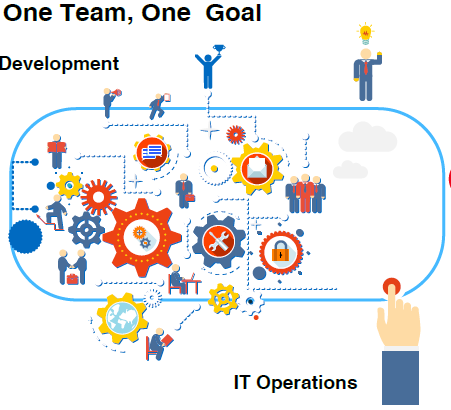 One Team, One  Goal
Development
IT Operations